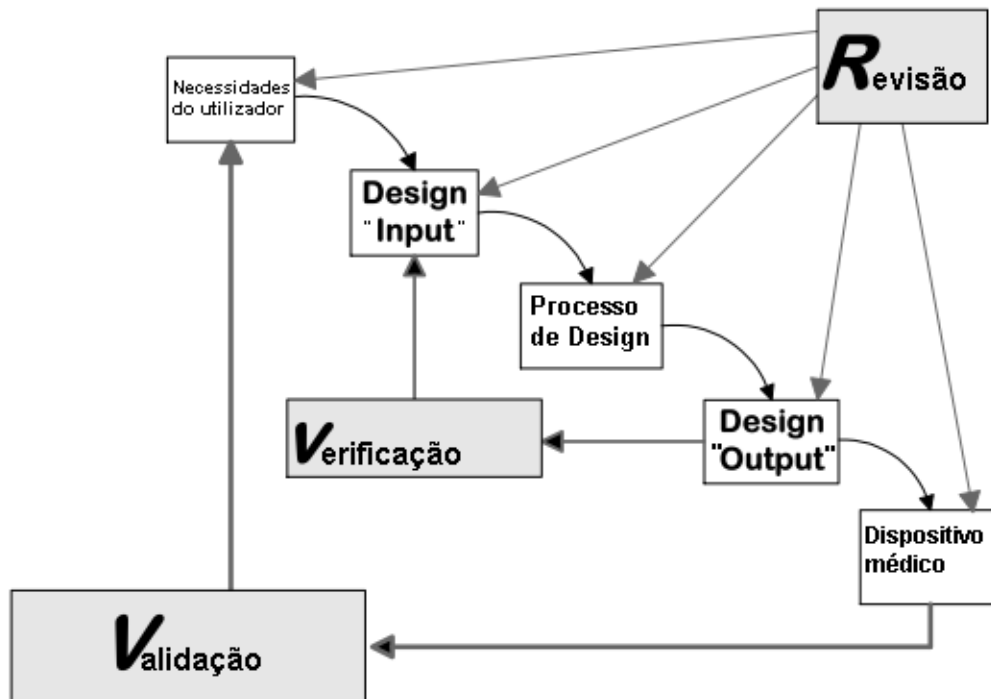 Revisão
Necessidades
do utilizador
Design
"Input"
Processo
de Design
Verificação
Design
"Output"
Dispositivo
médico
Validação